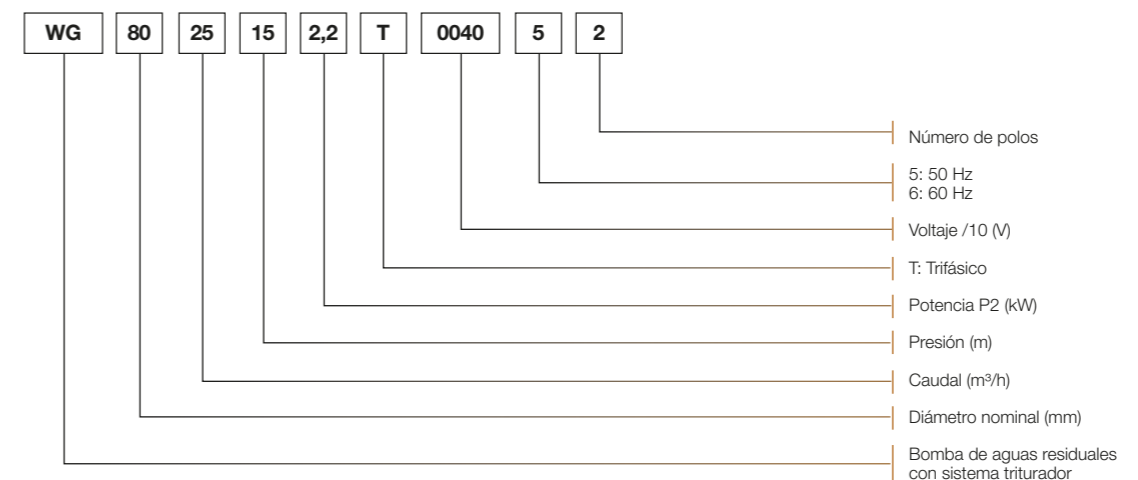 WG 80 25 15 2,2 T 0040 5 2
Número de polos
5: 50 Hz
6: 60 Hz
Voltaje /10 (V)
T: Trifásico
Potencia P2 (kW)
Presión (m)
Caudal (m³/h)
Diámetro nominal (mm)
Bomba de aguas residuales
con sistema triturador